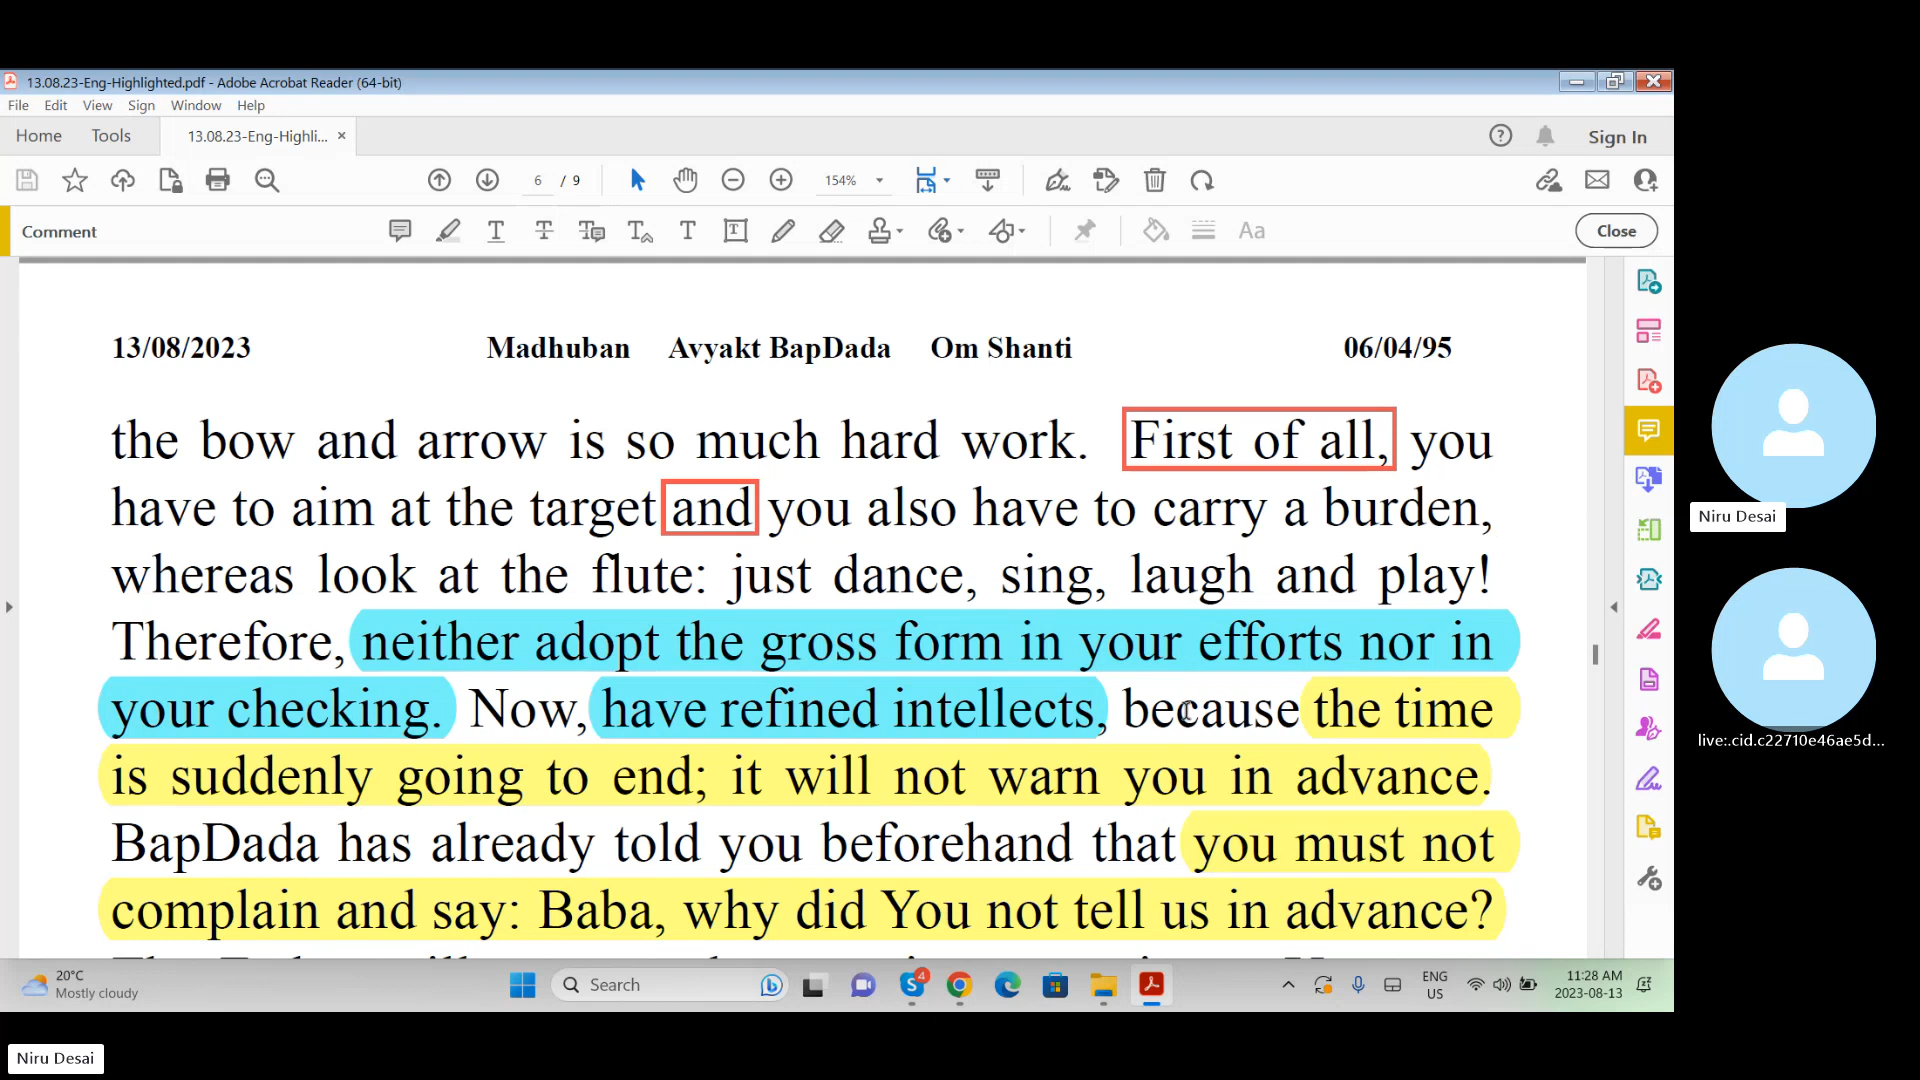 13.08.23-Eng-Highlighted.pdf - Adobe Acrobat Reader (64-bit)
File Edit View Sign Window Help
Home Tools 13.08.23-Eng-Highli... × Sign In
6 / 9 154%
Comment Aa Close
13/08/2023 Madhuban Avyakt BapDada Om Shanti 06/04/95
the bow and arrow is so much hard work. First of all, you
have to aim at the target and you also have to carry a burden,
whereas look at the flute: just dance, sing, laugh and play!
Therefore, neither adopt the gross form in your efforts nor in
your checking. Now, have refined intellects, because the time
is suddenly going to end; it will not warn you in advance.
BapDada has already told you beforehand that you must not
complain and say: Baba, why did You not tell us in advance?
Niru Desai
live:.cid.c22710e46ae5d...
20°C
Mostly cloudy
Search
4
ENG
US
11:28 AM
2023-08-13
Niru Desai